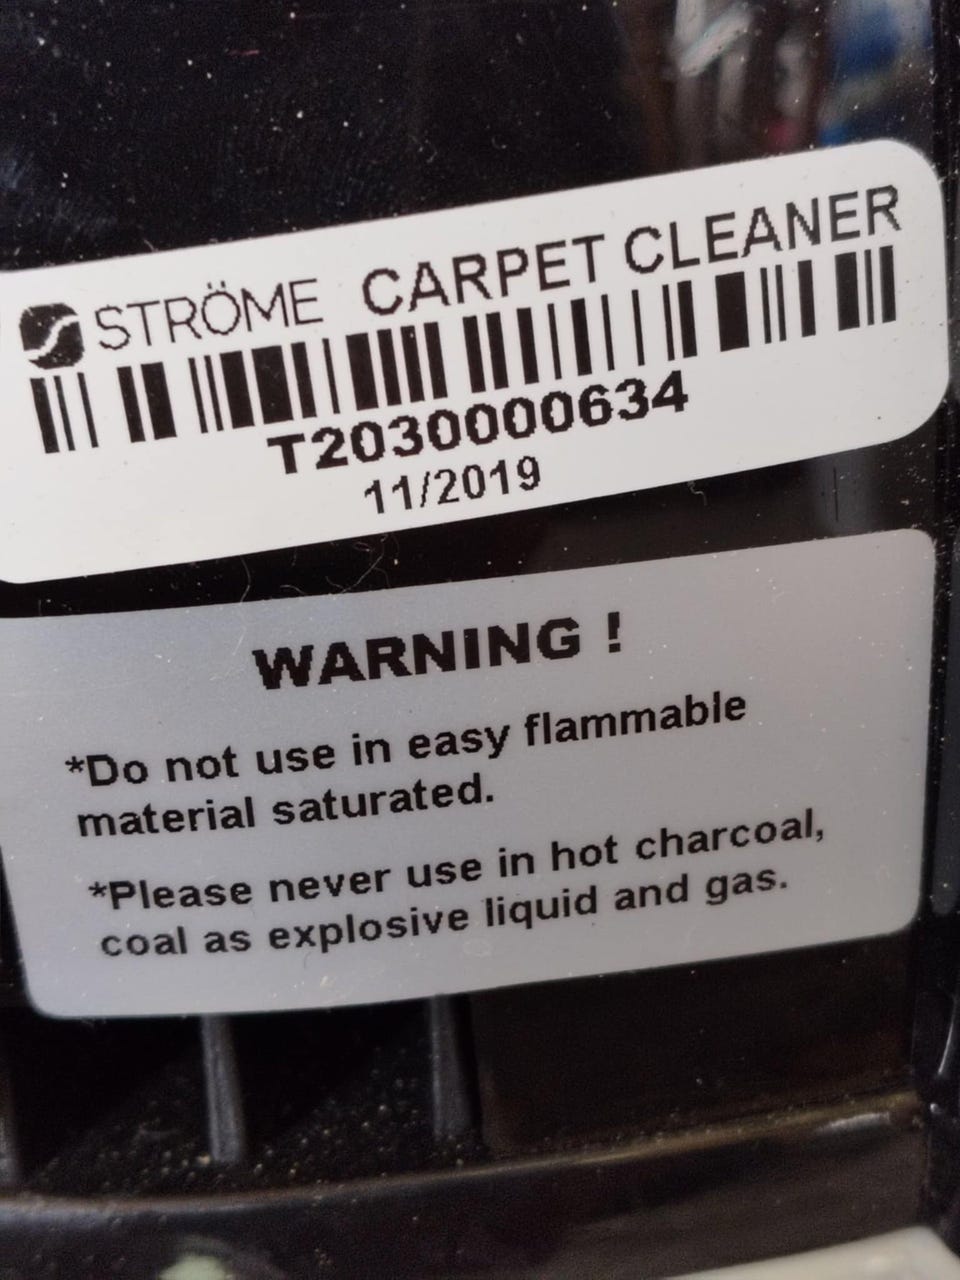 STRÖME CARPET CLEANER
T2030000634
11/2019
WARNING !
*Do not use in easy flammable
material saturated.
*Please never use in hot charcoal,
coal as explosive liquid and gas.